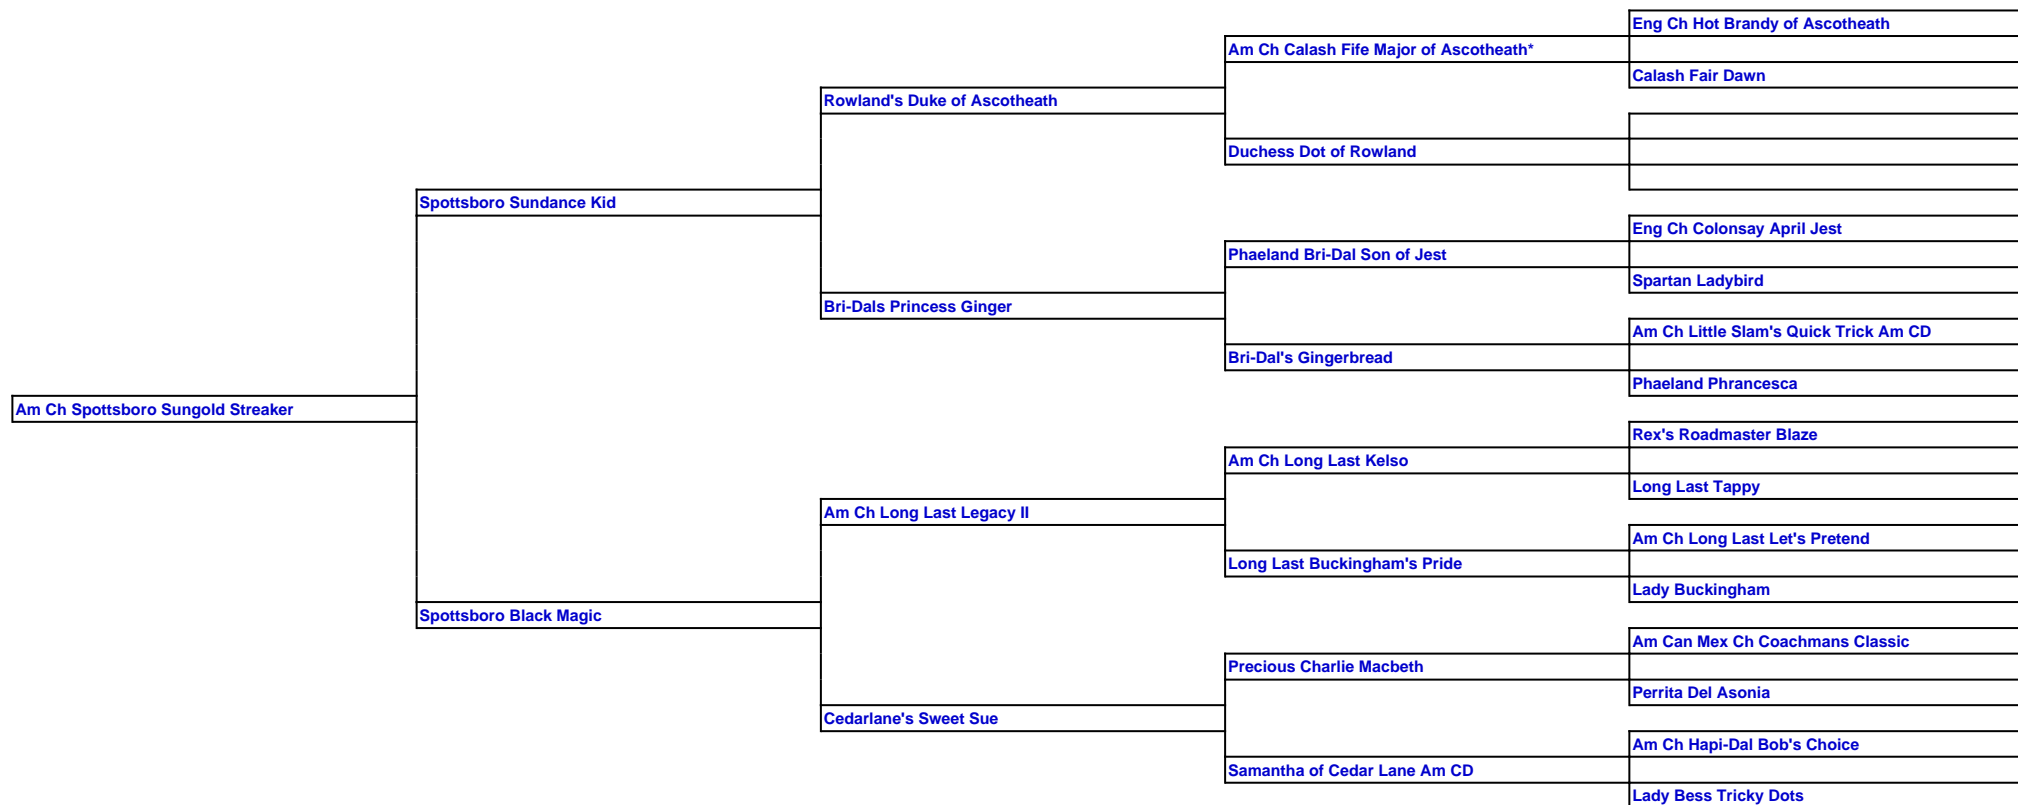 Eng Ch Hot Brandy of Ascotheath
Am Ch Calash Fife Major of Ascotheath*
Calash Fair Dawn
Rowland's Duke of Ascotheath
Duchess Dot of Rowland
Spottsboro Sundance Kid
Eng Ch Colonsay April Jest
Phaeland Bri-Dal Son of Jest
Spartan Ladybird
Bri-Dals Princess Ginger
Am Ch Little Slam's Quick Trick Am CD
Bri-Dal's Gingerbread
Phaeland Phrancesca
Am Ch Spottsboro Sungold Streaker
Rex's Roadmaster Blaze
Am Ch Long Last Kelso
Long Last Tappy
Am Ch Long Last Legacy II
Am Ch Long Last Let's Pretend
Long Last Buckingham's Pride
Lady Buckingham
Spottsboro Black Magic
Am Can Mex Ch Coachmans Classic
Precious Charlie Macbeth
Perrita Del Asonia
Cedarlane's Sweet Sue
Am Ch Hapi-Dal Bob's Choice
Samantha of Cedar Lane Am CD
Lady Bess Tricky Dots